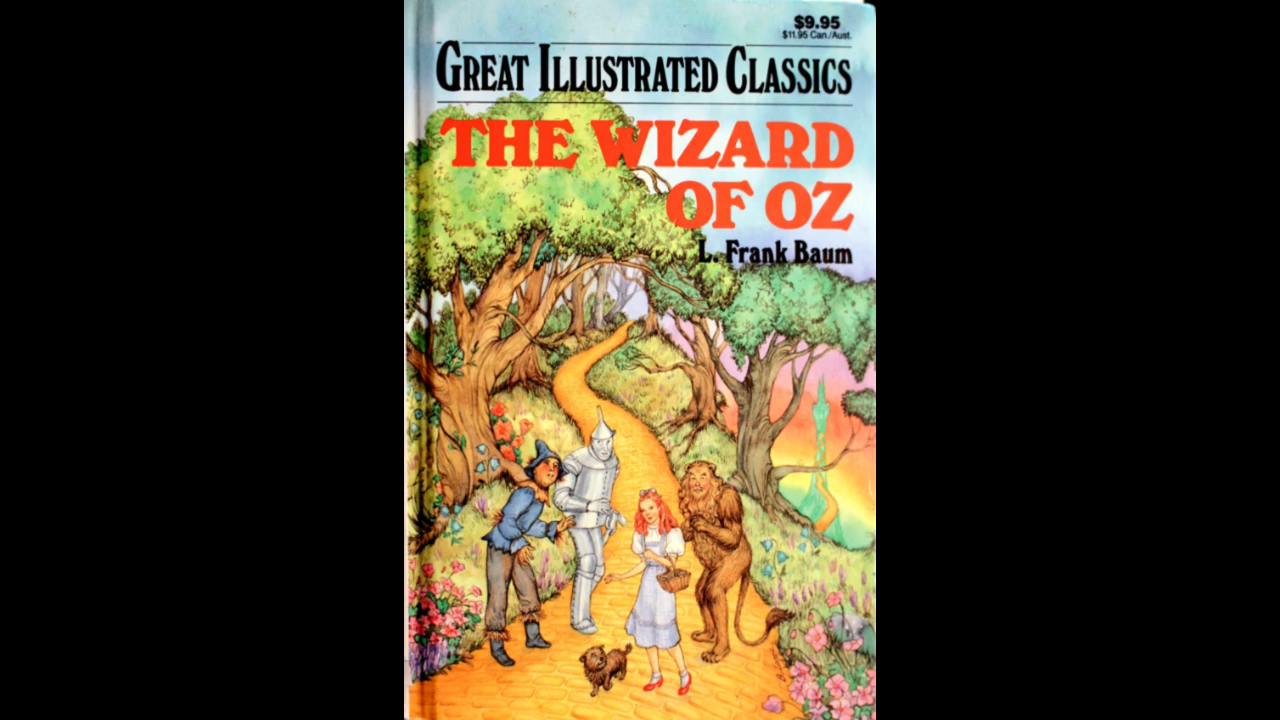 $9.95
$11.95 Can./Aust.
GREAT ILLUSTRATED CLASSICS
THE WIZARD
OF OZ
L. Frank Baum